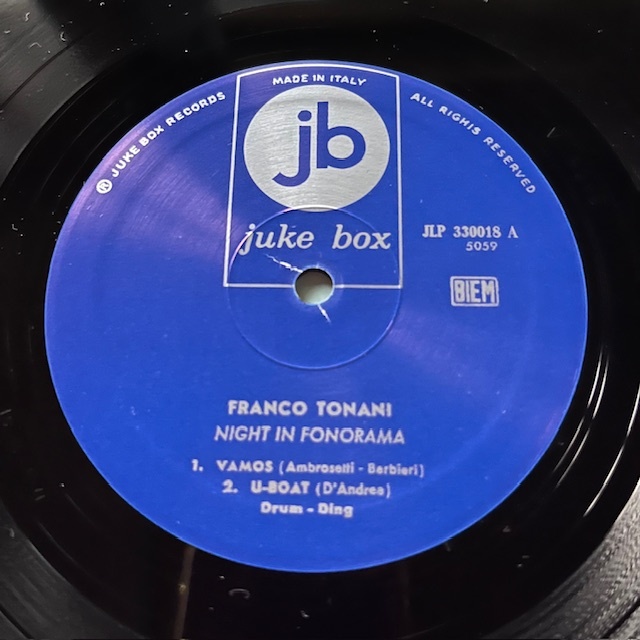 MADE IN ITALY
Ⓡ JUKE BOX RECORDS
ALL RIGHTS RESERVED
jb
juke box
JLP 330018 A
5059
BIEM
FRANCO TONANI
NIGHT IN FONORAMA
1. VAMOS (Ambrosetti - Barbieri)
2. U-BOAT (D'Andrea)
Drum - Ding